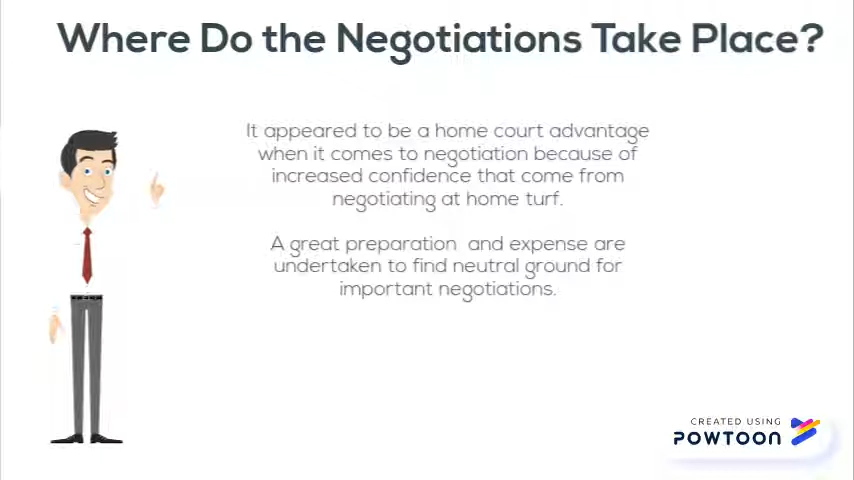 Where Do the Negotiations Take Place?
It appeared to be a home court advantage
when it comes to negotiation because of
increased confidence that come from
negotiating at home turf.
A great preparation and expense are
undertaken to find neutral ground for
important negotiations.
CREATED USING
POWTOON